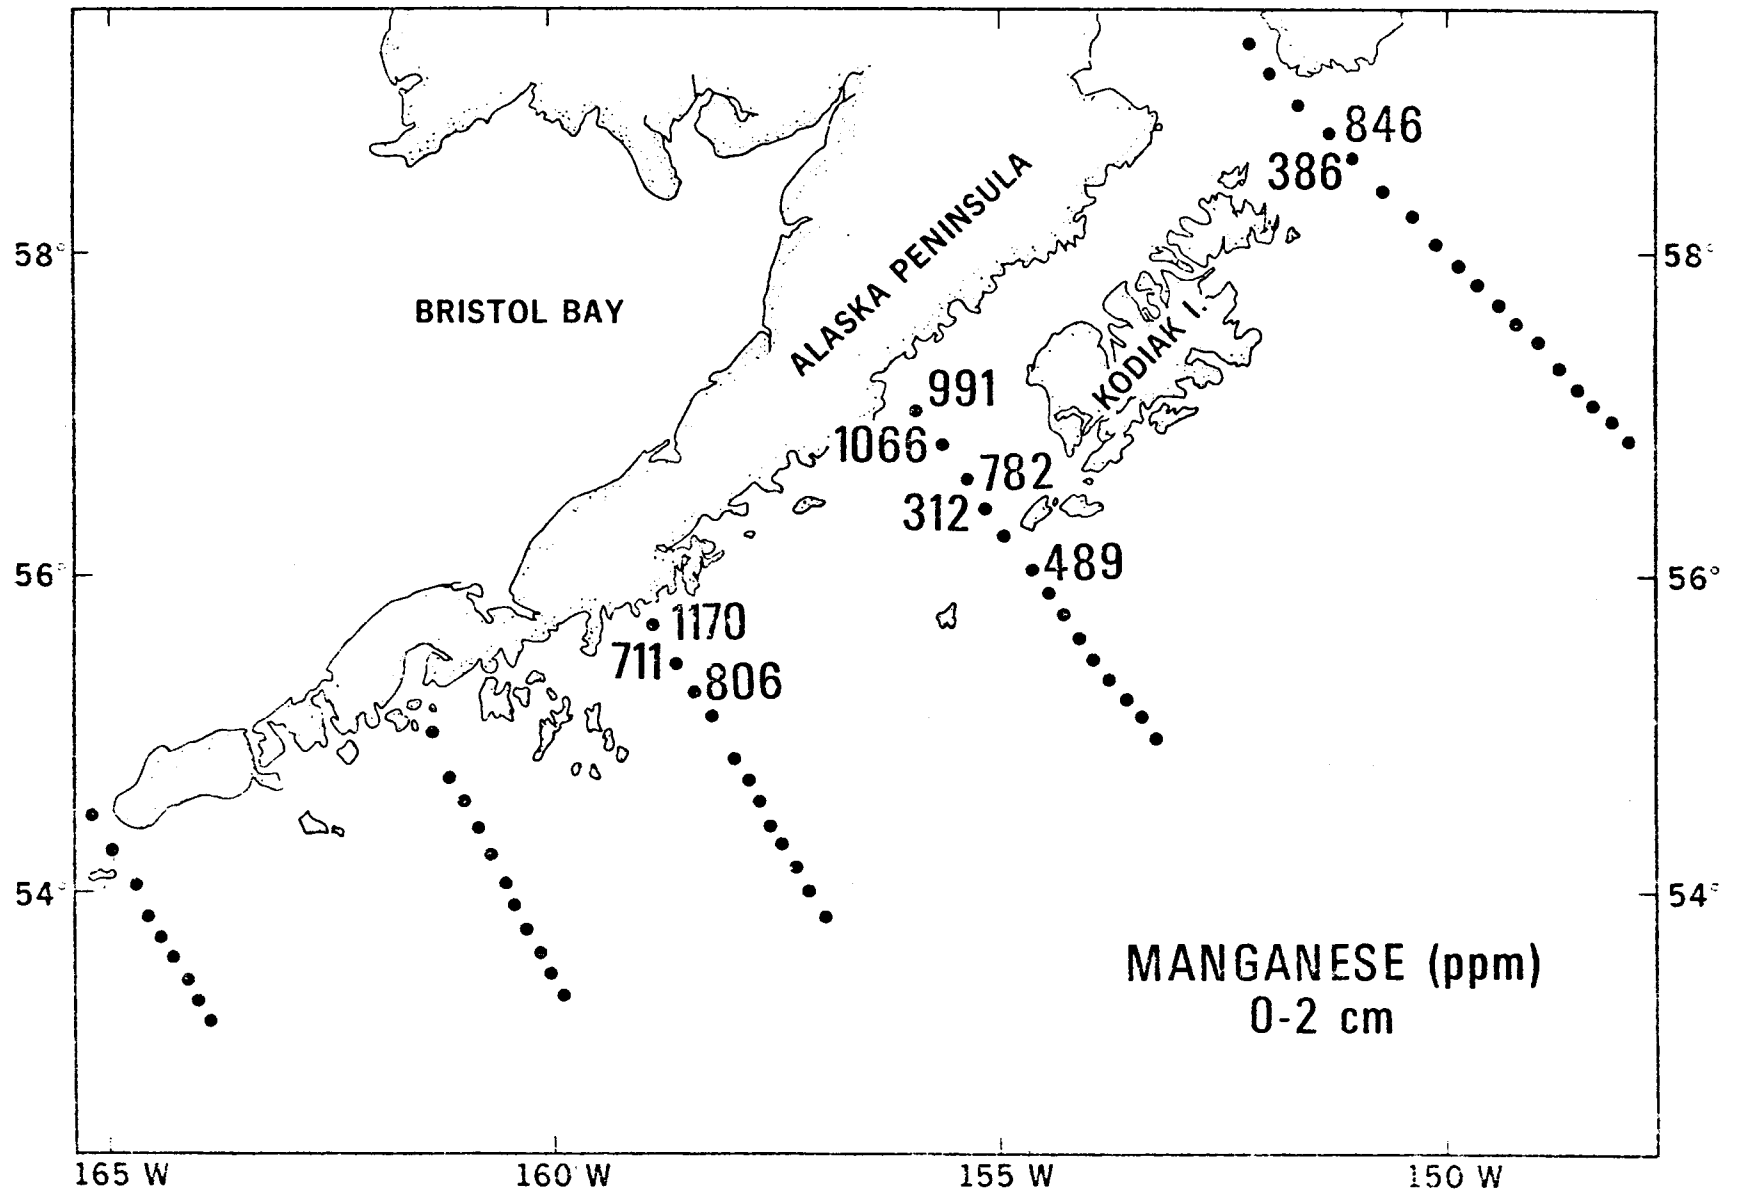 846
386
ALASKA PENINSULA
58°
58°
BRISTOL BAY
KODIAK I.
991
1066
782
312
489
56°
56°
1170
711
806
54°
54°
MANGANESE (ppm)
0-2 cm
165 W
160 W
155 W
150 W